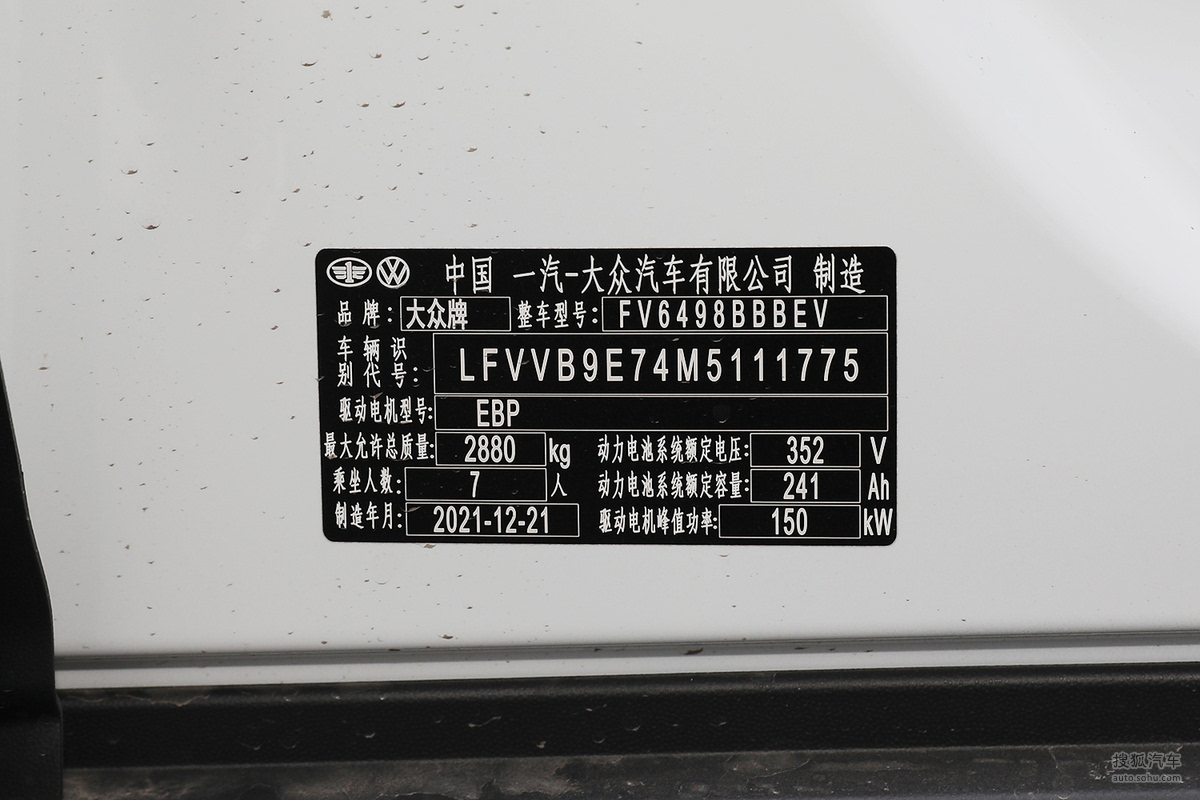 中国 一汽-大众汽车有限公司 制造
品牌: 大众牌 整车型号: FV6498BBBEV
车辆识别代号: LFVVB9E74M5111775
驱动电机型号: EBP
最大允许总质量: 2880 kg 动力电池系统额定电压: 352 V
乘坐人数: 7 人 动力电池系统额定容量: 241 Ah
制造年月: 2021-12-21 驱动电机峰值功率: 150 kW
搜狐汽车
auto.sohu.com